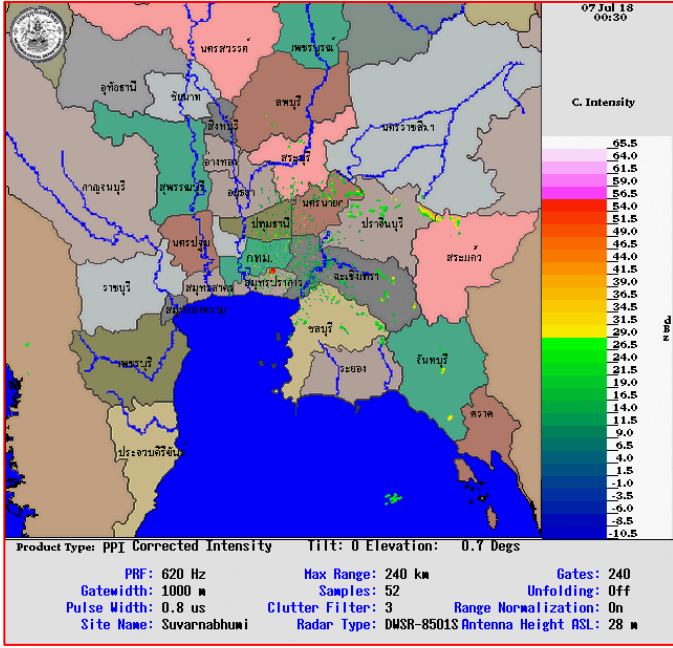 07 Jul 18
00:30
C. Intensity
65.5
64.0
61.5
59.0
56.5
54.0
51.5
49.0
46.5
44.0
41.5
39.0
36.5
34.0
31.5
29.0
26.5
24.0
21.5
19.0
16.5
14.0
11.5
9.0
6.5
4.0
1.5
-1.0
-3.5
-6.0
-8.5
-10.5
นครสวรรค์
เพชรบูรณ์
อุทัยธานี
ชัยนาท
ลพบุรี
สิงหบุรี
นครราชสีมา
อ่างทอง
สระบุรี
กาญจนบุรี
สุพรรณบุรี
อยุธยา
นครนายก
ปทุมธานี
ปราจีนบุรี
นครปฐม
กทม.
สระแก้ว
ราชบุรี
สมุทรสาคร
สมุทรปราการ
ฉะเชิงเทรา
สมุทรสงคราม
ชลบุรี
เพชรบุรี
ระยอง
จันทบุรี
ตราด
ประจวบคีรีขันธ์
Product Type: PPI Corrected Intensity Tilt: 0 Elevation: 0.7 Degs
PRF: 620 Hz Max Range: 240 km Gates: 240
Gatewidth: 1000 m Samples: 52 Unfolding: Off
Pulse Width: 0.8 us Clutter Filter: 3 Range Normalization: On
Site Name: Suvarnabhumi Radar Type: DWSR-8501S Antenna Height ASL: 28 m